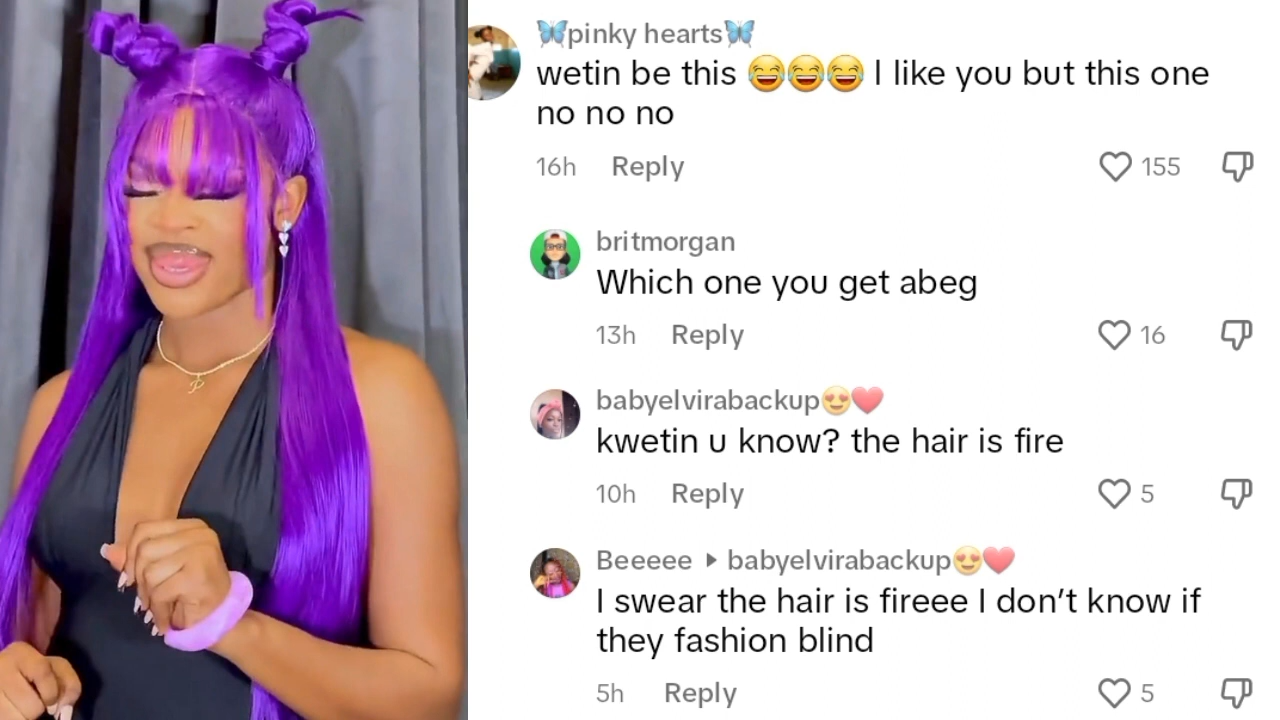 🦋pinky hearts🦋
wetin be this 😂😂😂 I like you but this one
no no no
16h Reply 155
britmorgan
Which one you get abeg
13h Reply 16
babyelvirabackup😍❤️
kwetin u know? the hair is fire
10h Reply 5
Beeeee ▸ babyelvirabackup😍❤️
I swear the hair is fireee I don’t know if
they fashion blind
5h Reply 5
P